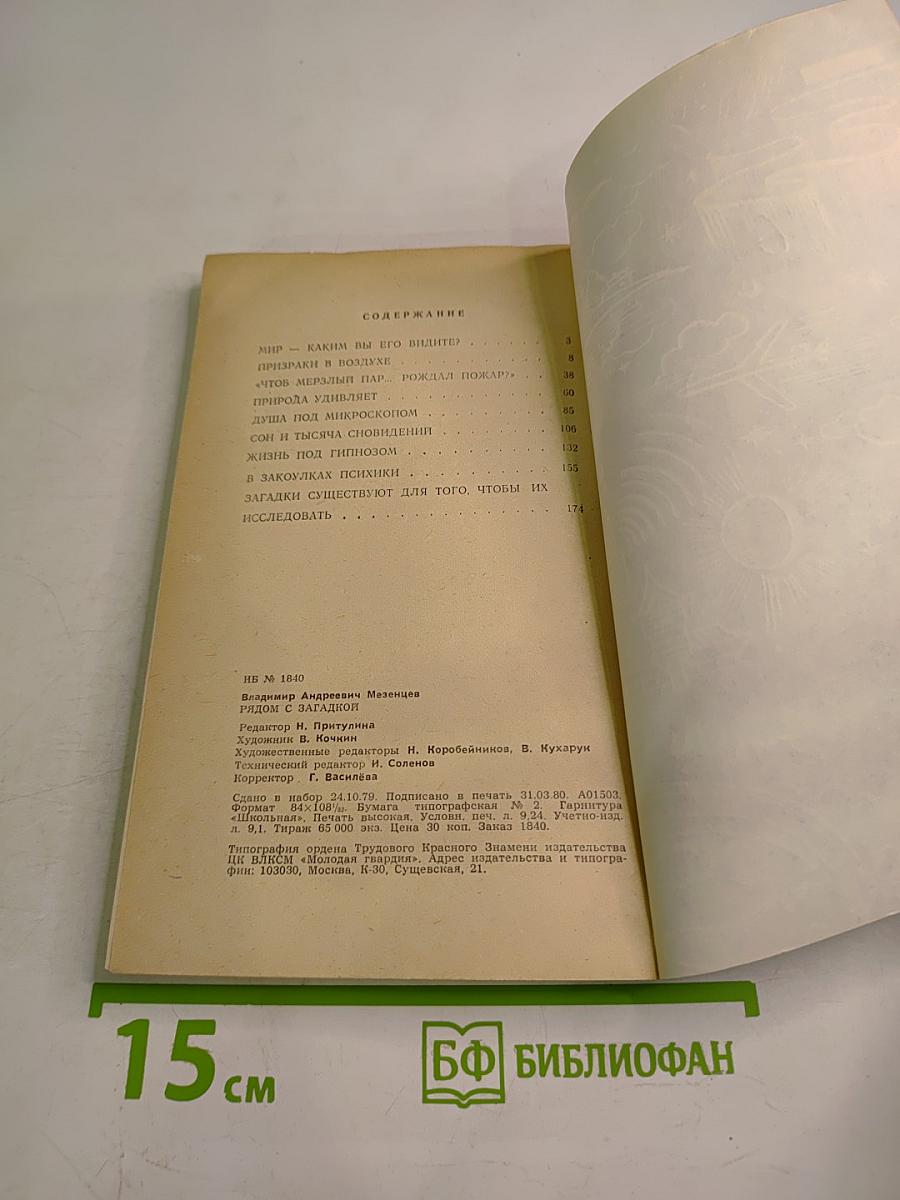 СОДЕРЖАНИЕ
МИР — КАКИМ ВЫ ЕГО ВИДИТЕ? . . . . . . 3
ПРИЗРАКИ В ВОЗДУХЕ . . . . . . . . . . 8
«ЧТОБ МЕРЗЛЫЙ ПАР... РОЖДАЛ ПОЖАР?» . . 38
ПРИРОДА УДИВЛЯЕТ . . . . . . . . . . 60
ДУША ПОД МИКРОСКОПОМ . . . . . . . . 85
СОН И ТЫСЯЧА СНОВИДЕНИЙ . . . . . . . 106
ЖИЗНЬ ПОД ГИПНОЗОМ . . . . . . . . . 132
В ЗАКОУЛКАХ ПСИХИКИ . . . . . . . . . 155
ЗАГАДКИ СУЩЕСТВУЮТ ДЛЯ ТОГО, ЧТОБЫ ИХ
ИССЛЕДОВАТЬ . . . . . . . . . . . . . 174
ИБ № 1840
Владимир Андреевич Мезенцев
РЯДОМ С ЗАГАДКОЙ
Редактор Н. Притулина
Художник В. Кочкин
Художественные редакторы Н. Коробейников, В. Кухарук
Технический редактор И. Соленов
Корректор Г. Василёва
Сдано в набор 24.10.79. Подписано в печать 31.03.80. А01503.
Формат 84×108¹/₃₂. Бумага типографская № 2. Гарнитура
«Школьная». Печать высокая. Условн. печ. л. 9,24. Учетно-изд.
л. 9,1. Тираж 65 000 экз. Цена 30 коп. Заказ 1840.
Типография ордена Трудового Красного Знамени издательства
ЦК ВЛКСМ «Молодая гвардия». Адрес издательства и типогра-
фии: 103030, Москва, К-30, Сущевская, 21.
15 см
БФ БИБЛИОФАН